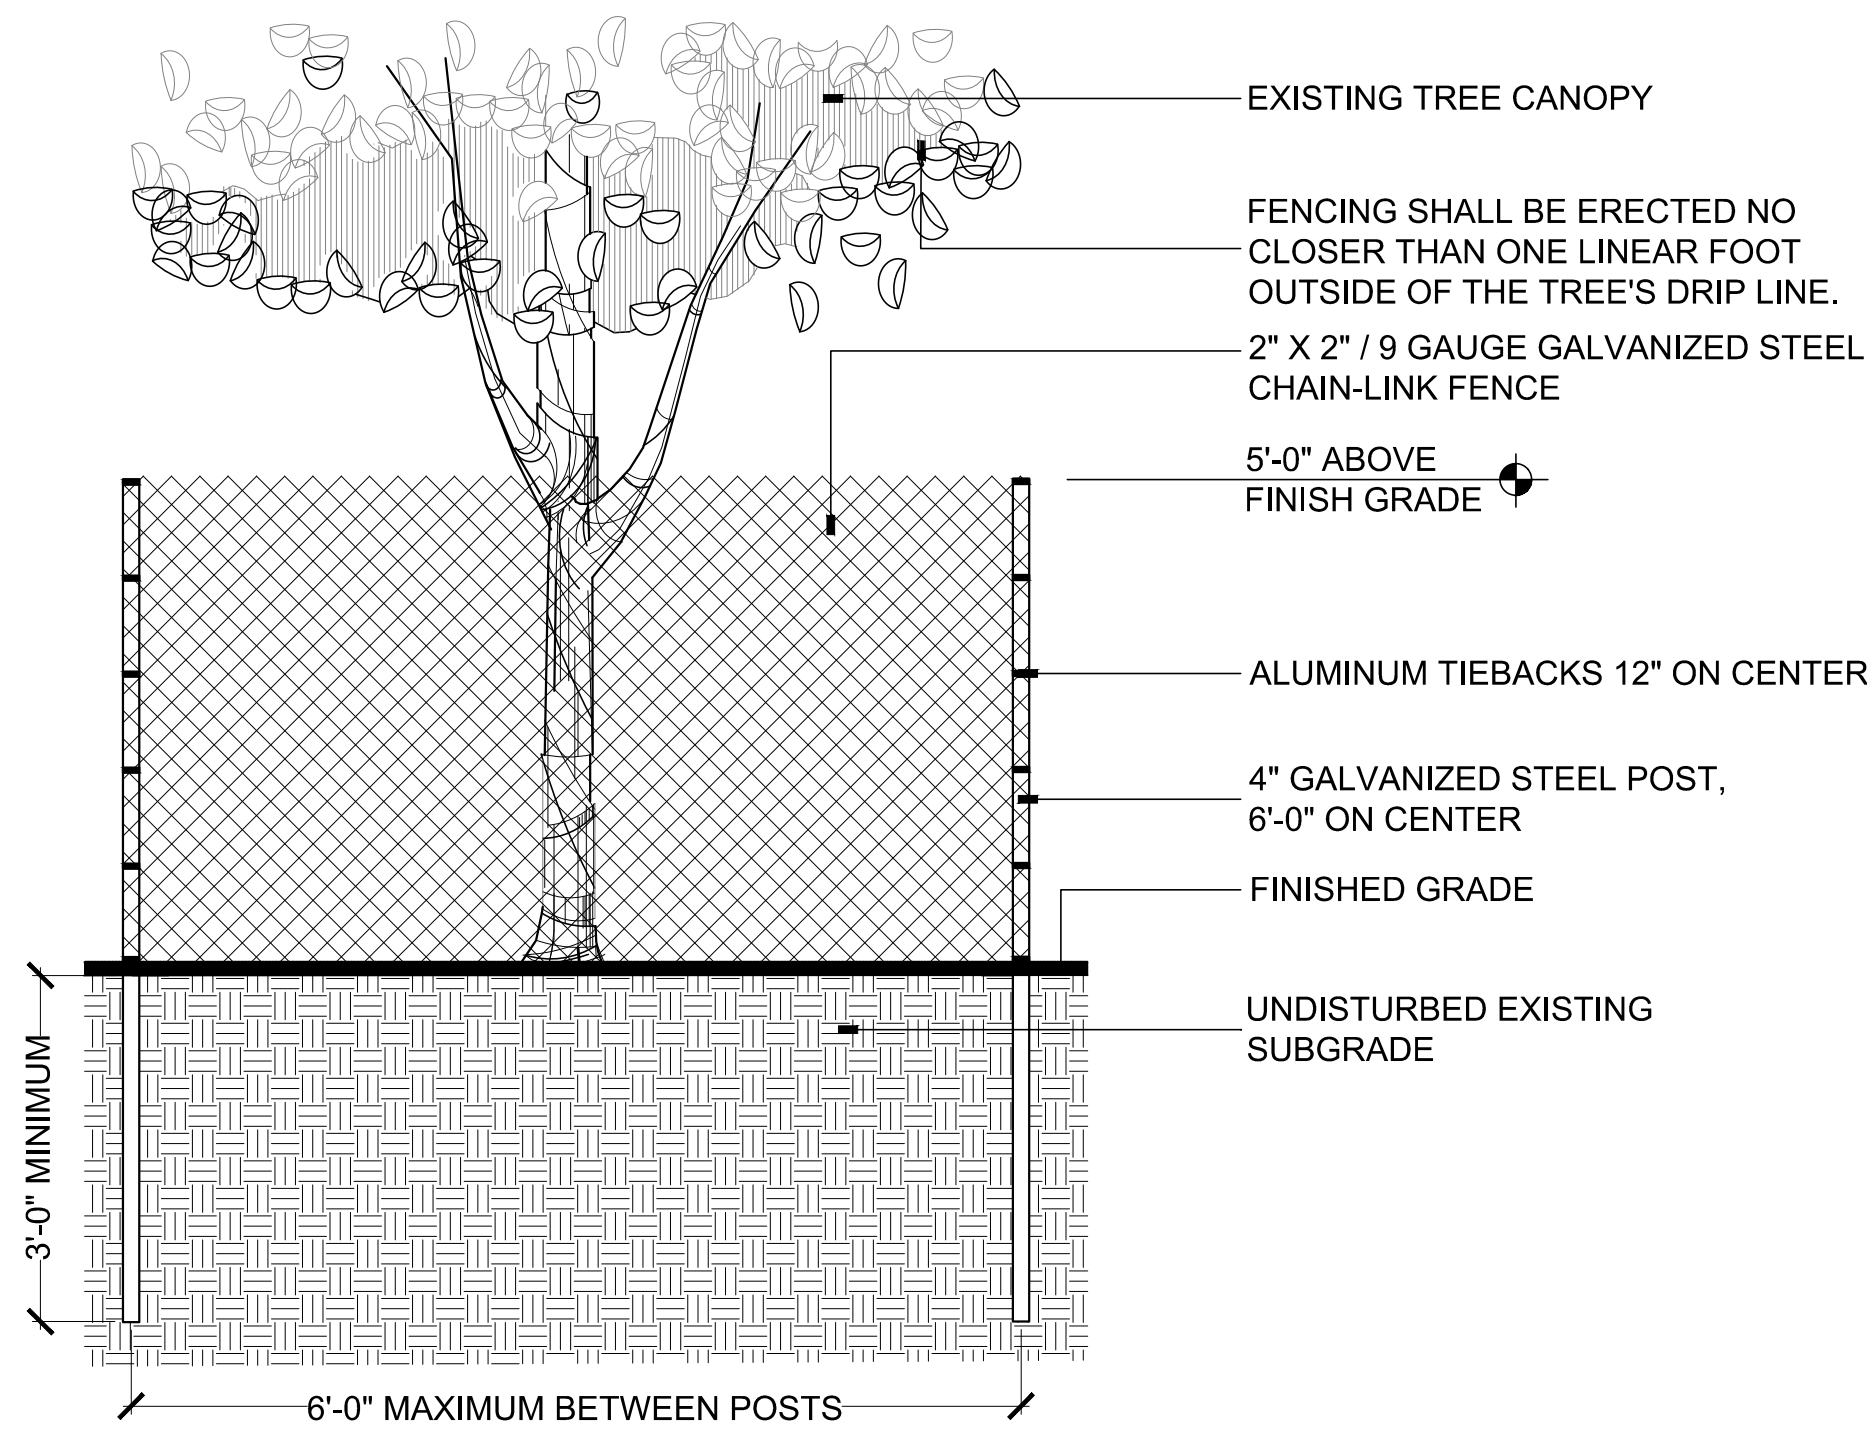 EXISTING TREE CANOPY
FENCING SHALL BE ERECTED NO
CLOSER THAN ONE LINEAR FOOT
OUTSIDE OF THE TREE'S DRIP LINE.
2" X 2" / 9 GAUGE GALVANIZED STEEL
CHAIN-LINK FENCE
5'-0" ABOVE
FINISH GRADE
ALUMINUM TIEBACKS 12" ON CENTER
4" GALVANIZED STEEL POST,
6'-0" ON CENTER
FINISHED GRADE
UNDISTURBED EXISTING
SUBGRADE
3'-0" MINIMUM
6'-0" MAXIMUM BETWEEN POSTS